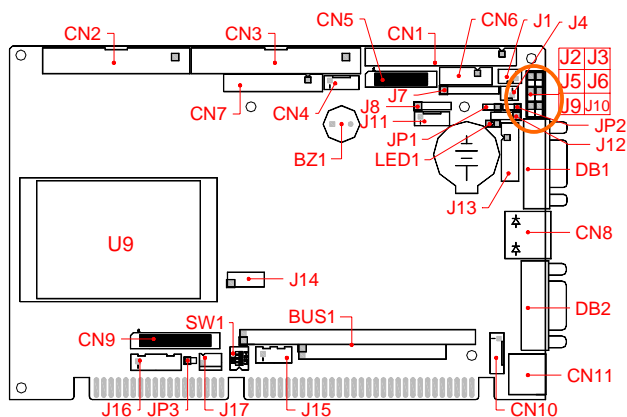 CN2 CN3 CN5 CN1 CN6 J1 J4
J2 J3
J5 J6
J9 J10
CN7 CN4 J7
J8
J11
BZ1 JP1 JP2
LED1 J12
DB1
J13
U9 CN8
J14
DB2
SW1 BUS1
CN9
CN11
J16 JP3 J17 J15 CN10